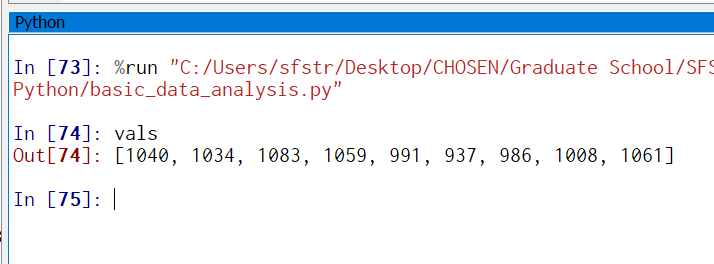 Python
In [73]: %run "C:/Users/sfstr/Desktop/CHOSEN/Graduate School/SFS
Python/basic_data_analysis.py"
In [74]: vals
Out[74]: [1040, 1034, 1083, 1059, 991, 937, 986, 1008, 1061]
In [75]: